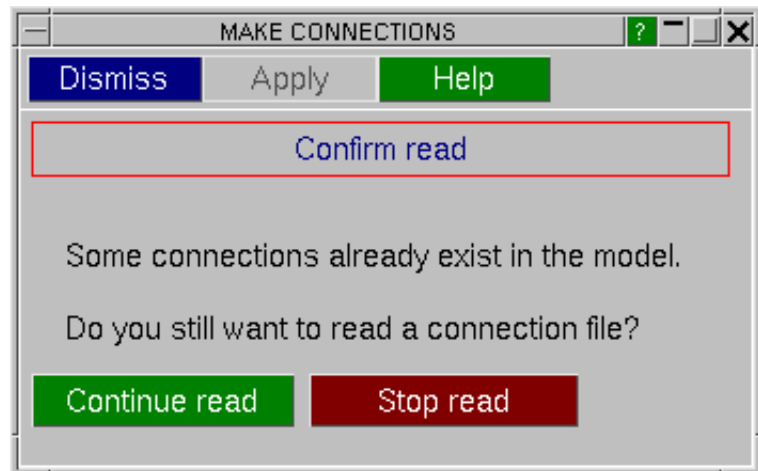 MAKE CONNECTIONS ?
Dismiss Apply Help
Confirm read
Some connections already exist in the model.
Do you still want to read a connection file?
Continue read Stop read